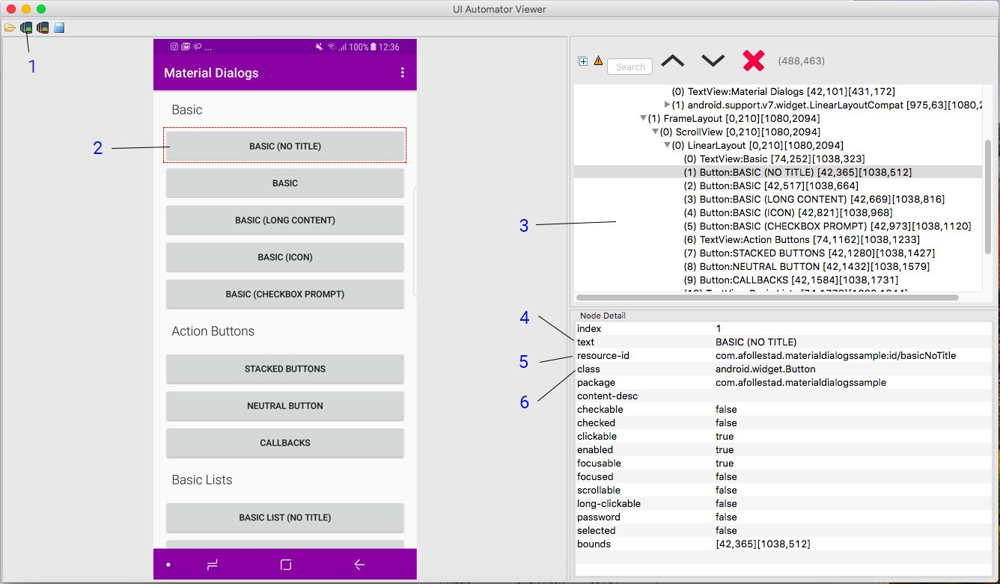 UI Automator Viewer
1
... 100% 12:36
Material Dialogs
Basic
2
BASIC (NO TITLE)
BASIC
BASIC (LONG CONTENT)
BASIC (ICON)
BASIC (CHECKBOX PROMPT)
Action Buttons
STACKED BUTTONS
NEUTRAL BUTTON
CALLBACKS
Basic Lists
BASIC LIST (NO TITLE)
Search
(488,463)
(0) TextView:Material Dialogs [42,101][431,172]
(1) android.support.v7.widget.LinearLayoutCompat [975,63][1080,2
(1) FrameLayout [0,210][1080,2094]
(0) ScrollView [0,210][1080,2094]
(0) LinearLayout [0,210][1080,2094]
(0) TextView:Basic [74,252][1038,323]
(1) Button:BASIC (NO TITLE) [42,365][1038,512]
(2) Button:BASIC [42,517][1038,664]
(3) Button:BASIC (LONG CONTENT) [42,669][1038,816]
(4) Button:BASIC (ICON) [42,821][1038,968]
3
(5) Button:BASIC (CHECKBOX PROMPT) [42,973][1038,1120]
(6) TextView:Action Buttons [74,1162][1038,1233]
(7) Button:STACKED BUTTONS [42,1280][1038,1427]
(8) Button:NEUTRAL BUTTON [42,1432][1038,1579]
(9) Button:CALLBACKS [42,1584][1038,1731]
4
5
6
Node Detail
index 1
text BASIC (NO TITLE)
resource-id com.afollestad.materialdialogssample:id/basicNoTitle
class android.widget.Button
package com.afollestad.materialdialogssample
content-desc
checkable false
checked false
clickable true
enabled true
focusable true
focused false
scrollable false
long-clickable false
password false
selected false
bounds [42,365][1038,512]